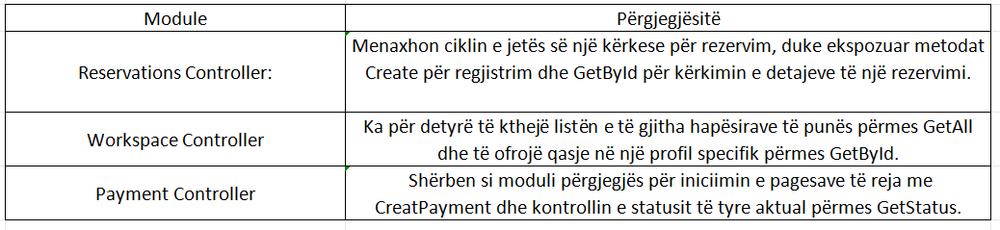 Module
Përgjegjësitë
Reservations Controller:
Menaxhon ciklin e jetës së një kërkese për rezervim, duke ekspozuar metodat
Create për regjistrim dhe GetById për kërkimin e detajeve të një rezervimi.
Workspace Controller
Ka për detyrë të kthejë listën e të gjitha hapësirave të punës përmes GetAll
dhe të ofrojë qasje në një profil specifik përmes GetById.
Payment Controller
Shërben si moduli përgjegjës për iniciimin e pagesave të reja me
CreatPayment dhe kontrollin e statusit të tyre aktual përmes GetStatus.